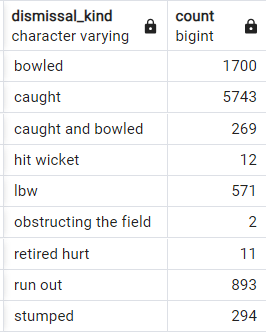 dismissal_kind count
character varying bigint
bowled 1700
caught 5743
caught and bowled 269
hit wicket 12
lbw 571
obstructing the field 2
retired hurt 11
run out 893
stumped 294